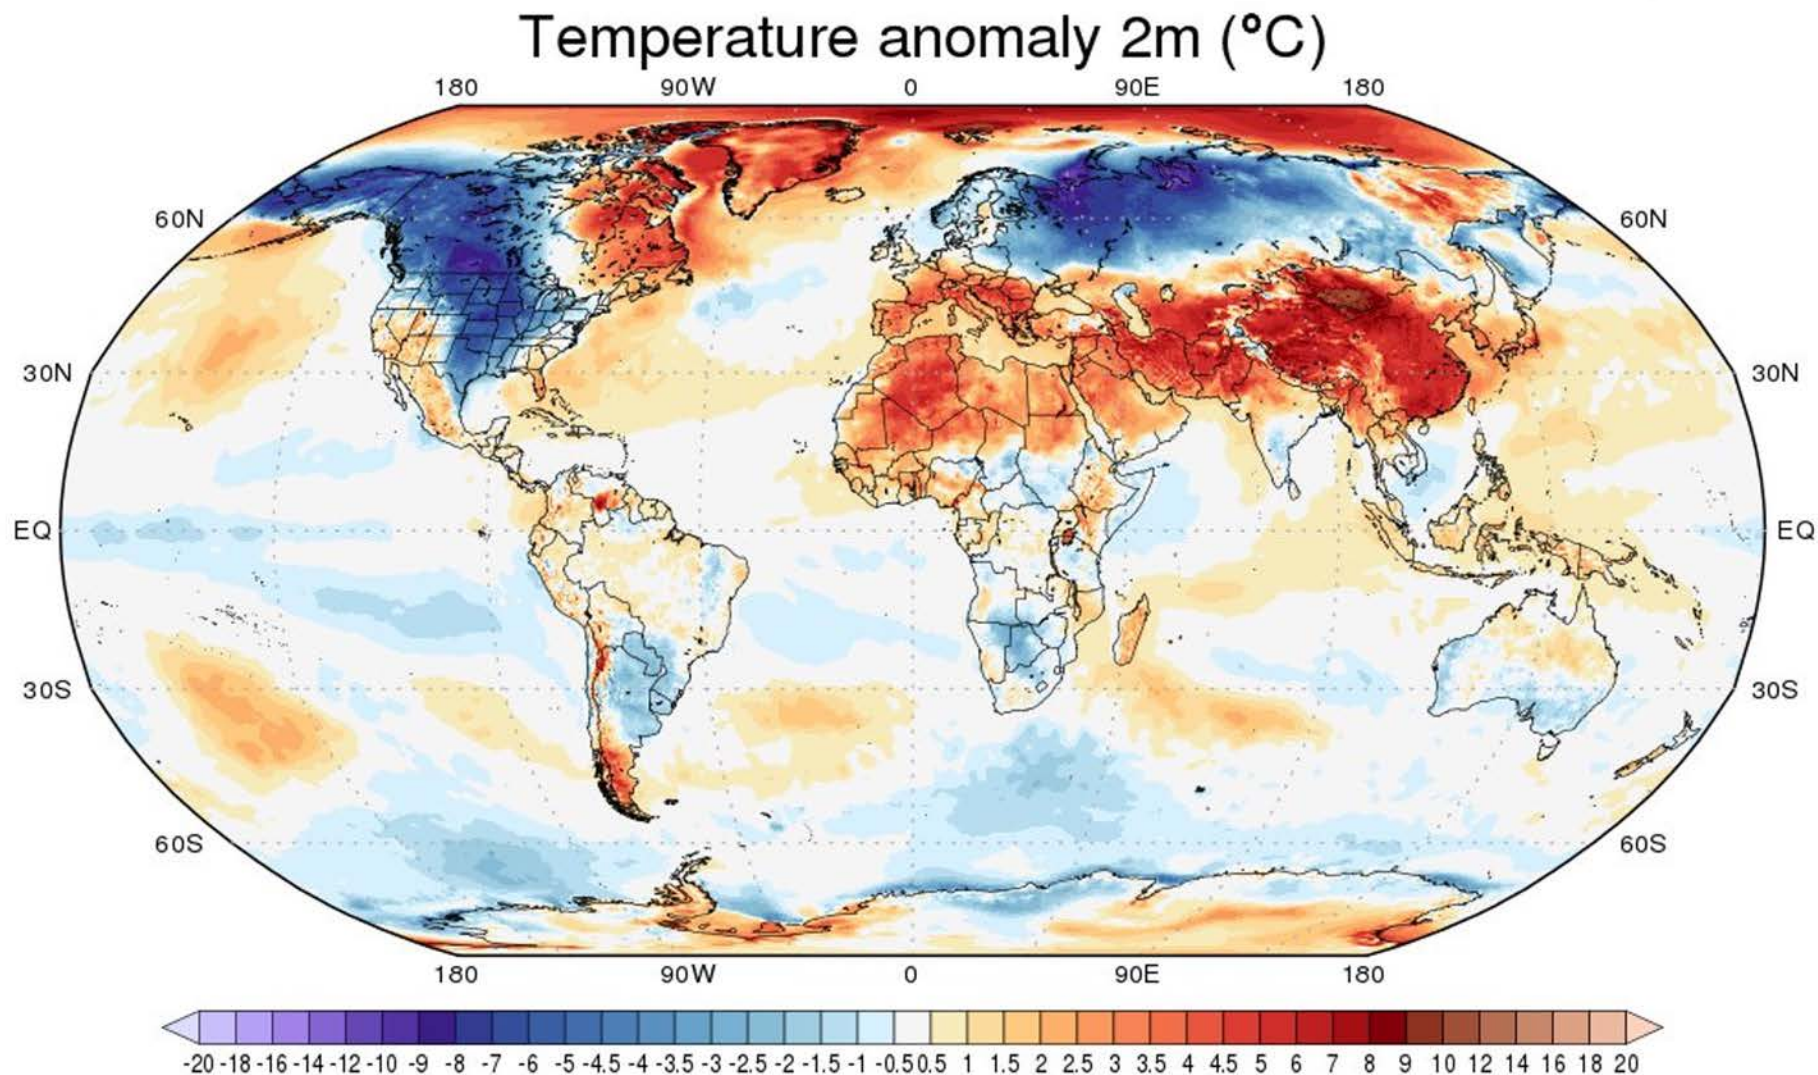 Temperature anomaly 2m (ºC)
180 90W 0 90E 180
60N 60N
30N 30N
EQ EQ
30S 30S
60S 60S
180 90W 0 90E 180
-20 -18 -16 -14 -12 -10 -9 -8 -7 -6 -5 -4.5 -4 -3.5 -3 -2.5 -2 -1.5 -1 -0.5 0.5 1 1.5 2 2.5 3 3.5 4 4.5 5 6 7 8 9 10 12 14 16 18 20